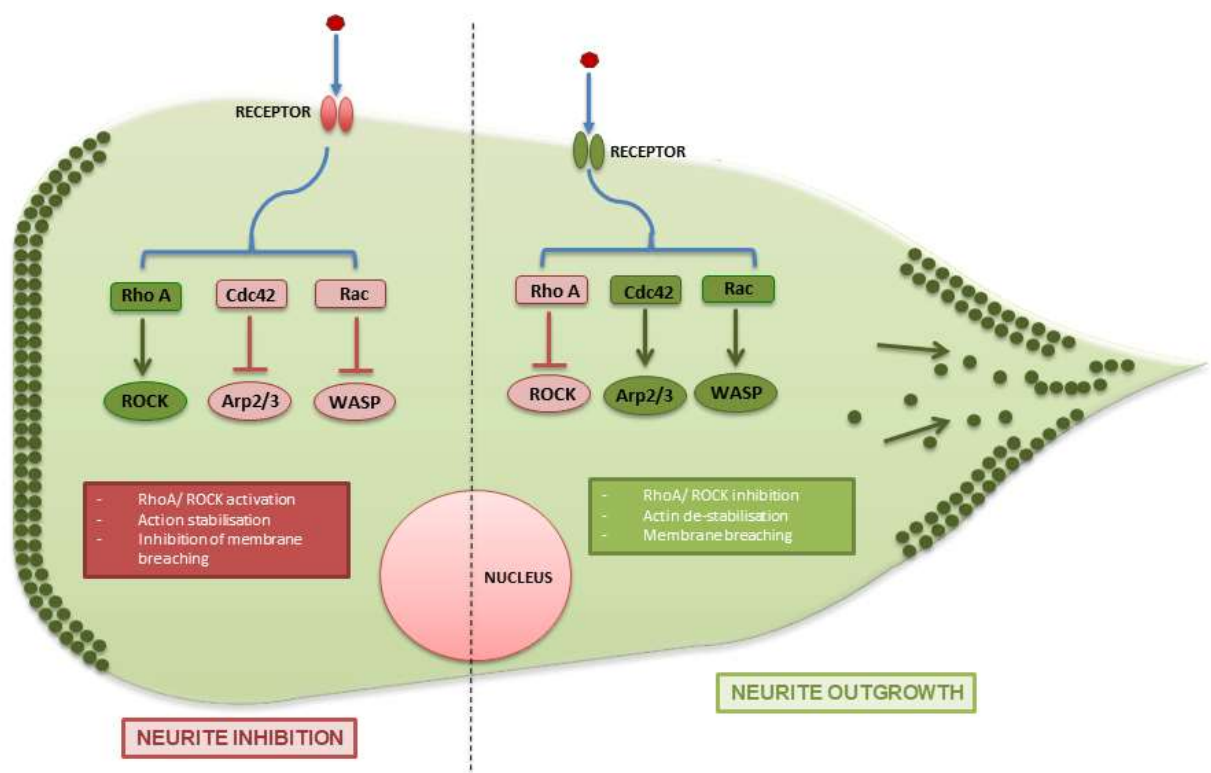 RECEPTOR
Rho A
Cdc42
Rac
ROCK
Arp2/3
WASP
- RhoA/ ROCK activation
- Action stabilisation
- Inhibition of membrane
breaching
NEURITE INHIBITION
RECEPTOR
Rho A
Cdc42
Rac
ROCK
Arp2/3
WASP
- RhoA/ ROCK inhibition
- Actin de-stabilisation
- Membrane breaching
NUCLEUS
NEURITE OUTGROWTH